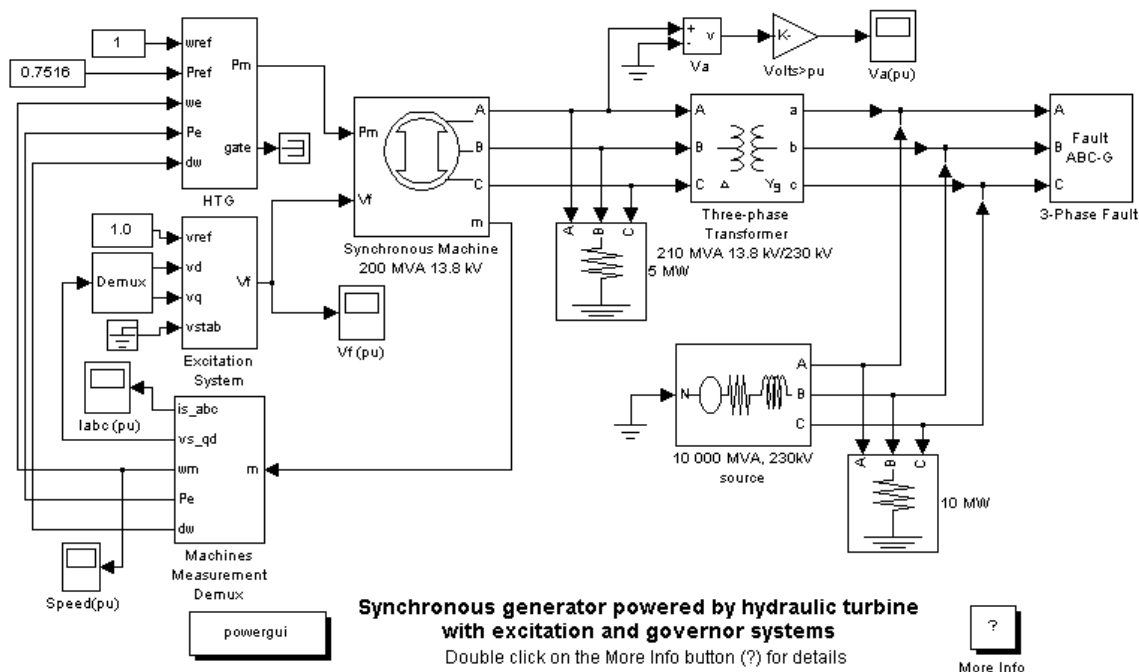 1
0.7516
wref
Pref
we
Pe
dw
Pm
gate
HTG
1.0
Demux
vref
vd
vq
vstab
Vf
Excitation
System
Vf (pu)
Pm
Vf
A
B
C
m
Synchronous Machine
200 MVA 13.8 kV
+
-
v
Va
K-
Volts>pu
Va(pu)
A
B
C
a
b
c
Δ
Yg
Three-phase
Transformer
210 MVA 13.8 kV/230 kV
A
B
C
5 MW
A
B
C
Fault
ABC-G
3-Phase Fault
N
A
B
C
10 000 MVA, 230kV
source
A
B
C
10 MW
Iabc (pu)
is_abc
vs_qd
wm
Pe
dw
m
Machines
Measurement
Demux
Speed(pu)
powergui
Synchronous generator powered by hydraulic turbine
with excitation and governor systems
Double click on the More Info button (?) for details
?
More Info